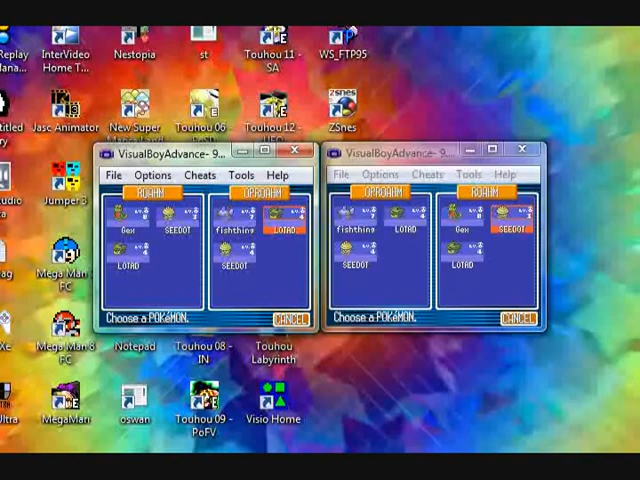 Replay
Mana...
InterVideo
Home T...
Nestopia
st
Touhou 11 -
SA
WS_FTP95
Jasc Animator
New Super
Touhou 06
Touhou 12 -
ZSnes
VisualBoyAdvance- 9...
VisualBoyAdvance- 9...
File Options Cheats Tools Help
File Options Cheats Tools Help
ROAHM
OPROAHM
OPROAHM
ROAHM
Gex
SEEDOT
fishthing
LOTAD
fishthing
LOTAD
Gex
SEEDOT
LOTAD
SEEDOT
SEEDOT
LOTAD
Choose a POKéMON.
CANCEL
Choose a POKéMON.
CANCEL
Jumper 3
Mega Man
FC
Mega Man 8
FC
Notepad
Touhou 08 -
IN
Touhou
Labyrinth
MegaMan
oswan
Touhou 09 -
PoFV
Visio Home